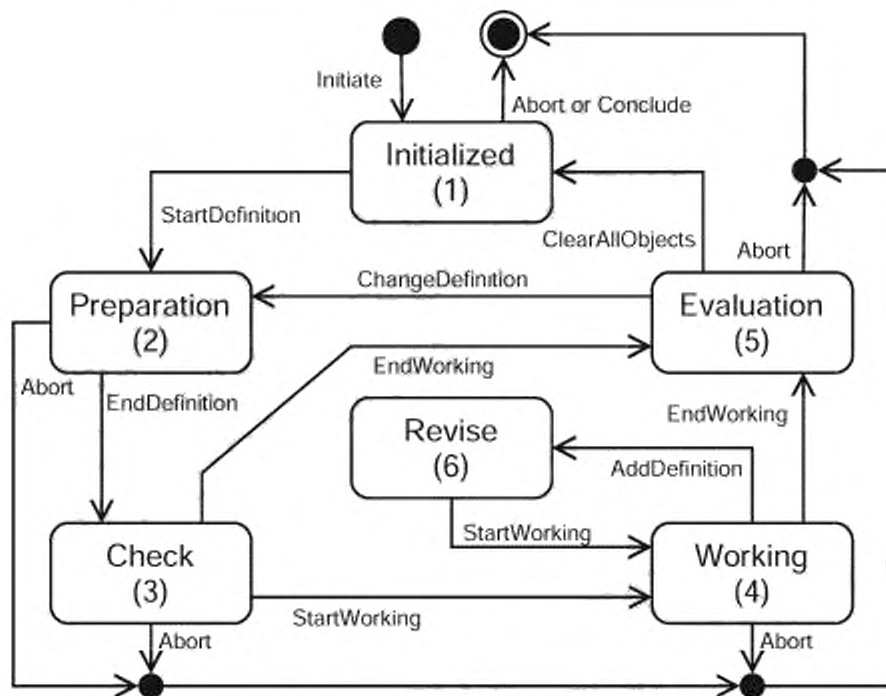 Initiate
Abort or Conclude
Initialized
(1)
StartDefinition
ClearAllObjects
Abort
ChangeDefinition
Preparation
(2)
Evaluation
(5)
EndWorking
Abort
EndDefinition
Revise
(6)
EndWorking
AddDefinition
StartWorking
Check
(3)
Working
(4)
StartWorking
Abort
Abort